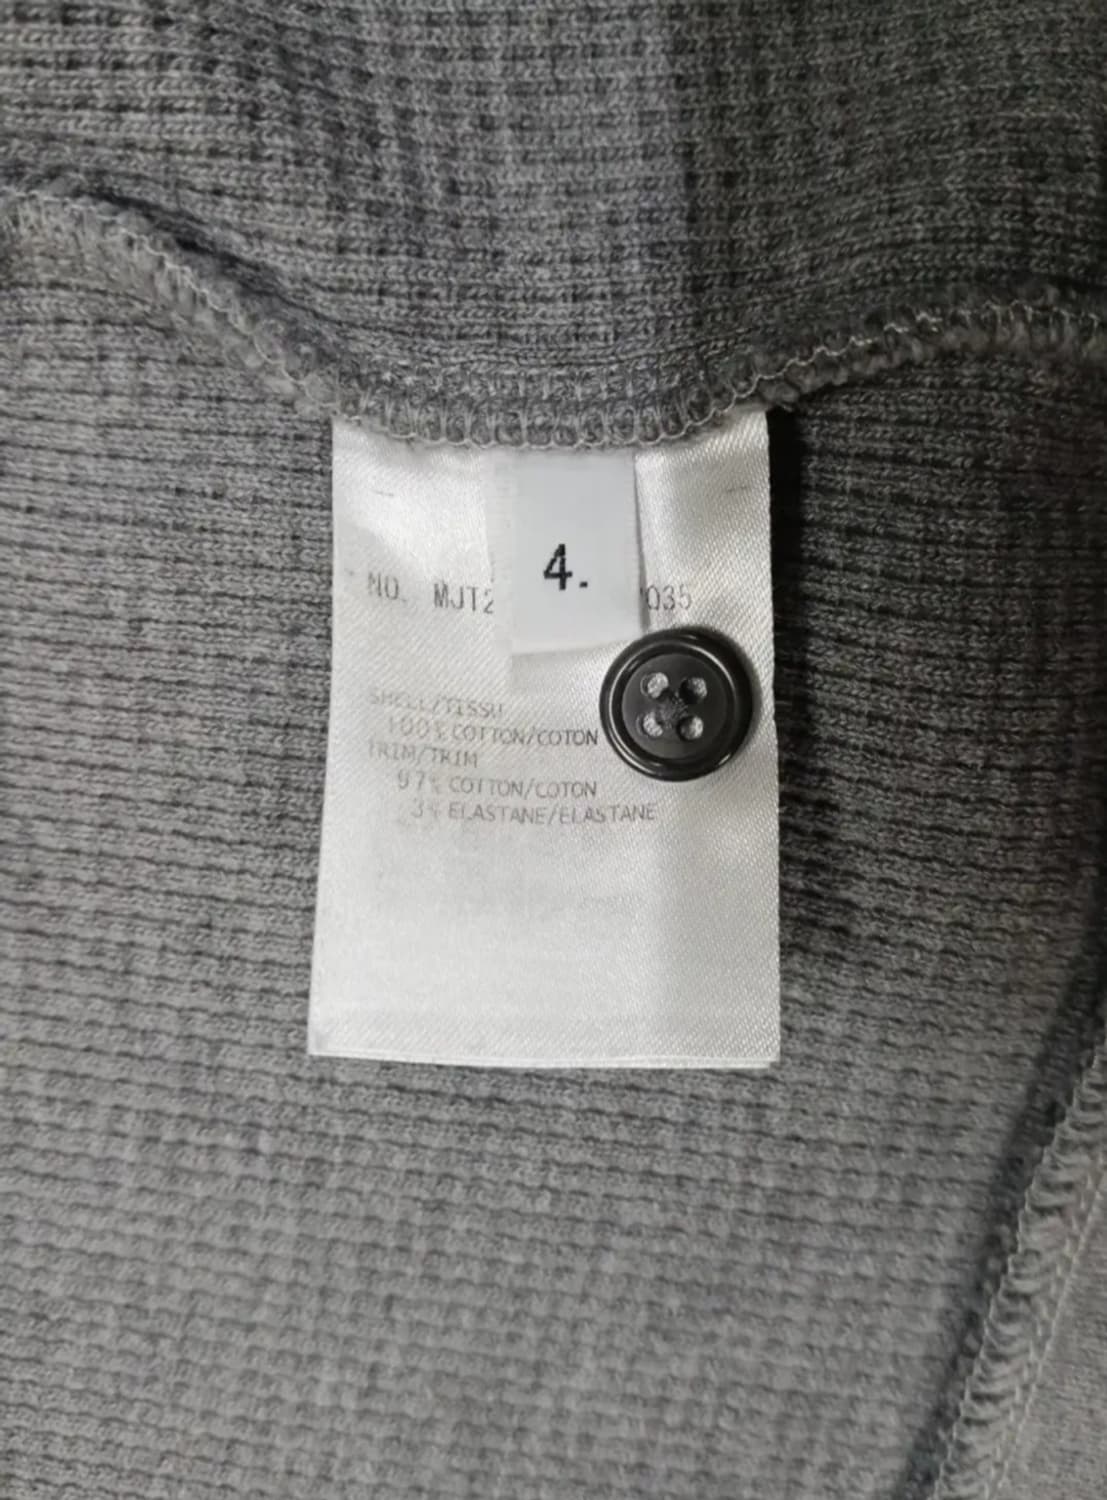 4.
NO. MJT2 035
SHELL/TISSU
100% COTTON/COTON
TRIM/TRIM
97% COTTON/COTON
3% ELASTANE/ELASTANE